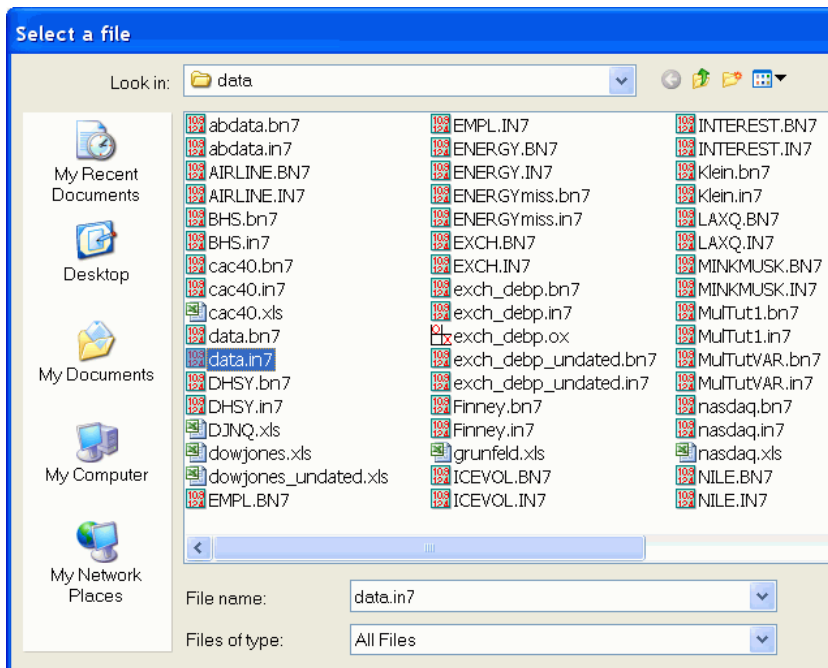 Select a file
Look in:
data
My Recent
Documents
Desktop
My Documents
My Computer
My Network
Places
abdata.bn7
abdata.in7
AIRLINE.BN7
AIRLINE.IN7
BHS.bn7
BHS.in7
cac40.bn7
cac40.in7
cac40.xls
data.bn7
data.in7
DHSY.bn7
DHSY.in7
DJNQ.xls
dowjones.xls
dowjones_undated.xls
EMPL.BN7
EMPL.IN7
ENERGY.BN7
ENERGY.IN7
ENERGYmiss.bn7
ENERGYmiss.in7
EXCH.BN7
EXCH.IN7
exch_debp.bn7
exch_debp.in7
exch_debp.ox
exch_debp_undated.bn7
exch_debp_undated.in7
Finney.bn7
Finney.in7
grunfeld.xls
ICEVOL.BN7
ICEVOL.IN7
INTEREST.BN7
INTEREST.IN7
Klein.bn7
Klein.in7
LAXQ.BN7
LAXQ.IN7
MINKMUSK.BN7
MINKMUSK.IN7
MulTut1.bn7
MulTut1.in7
MulTutVAR.bn7
MulTutVAR.in7
nasdaq.bn7
nasdaq.in7
nasdaq.xls
NILE.BN7
NILE.IN7
File name:
data.in7
Files of type:
All Files